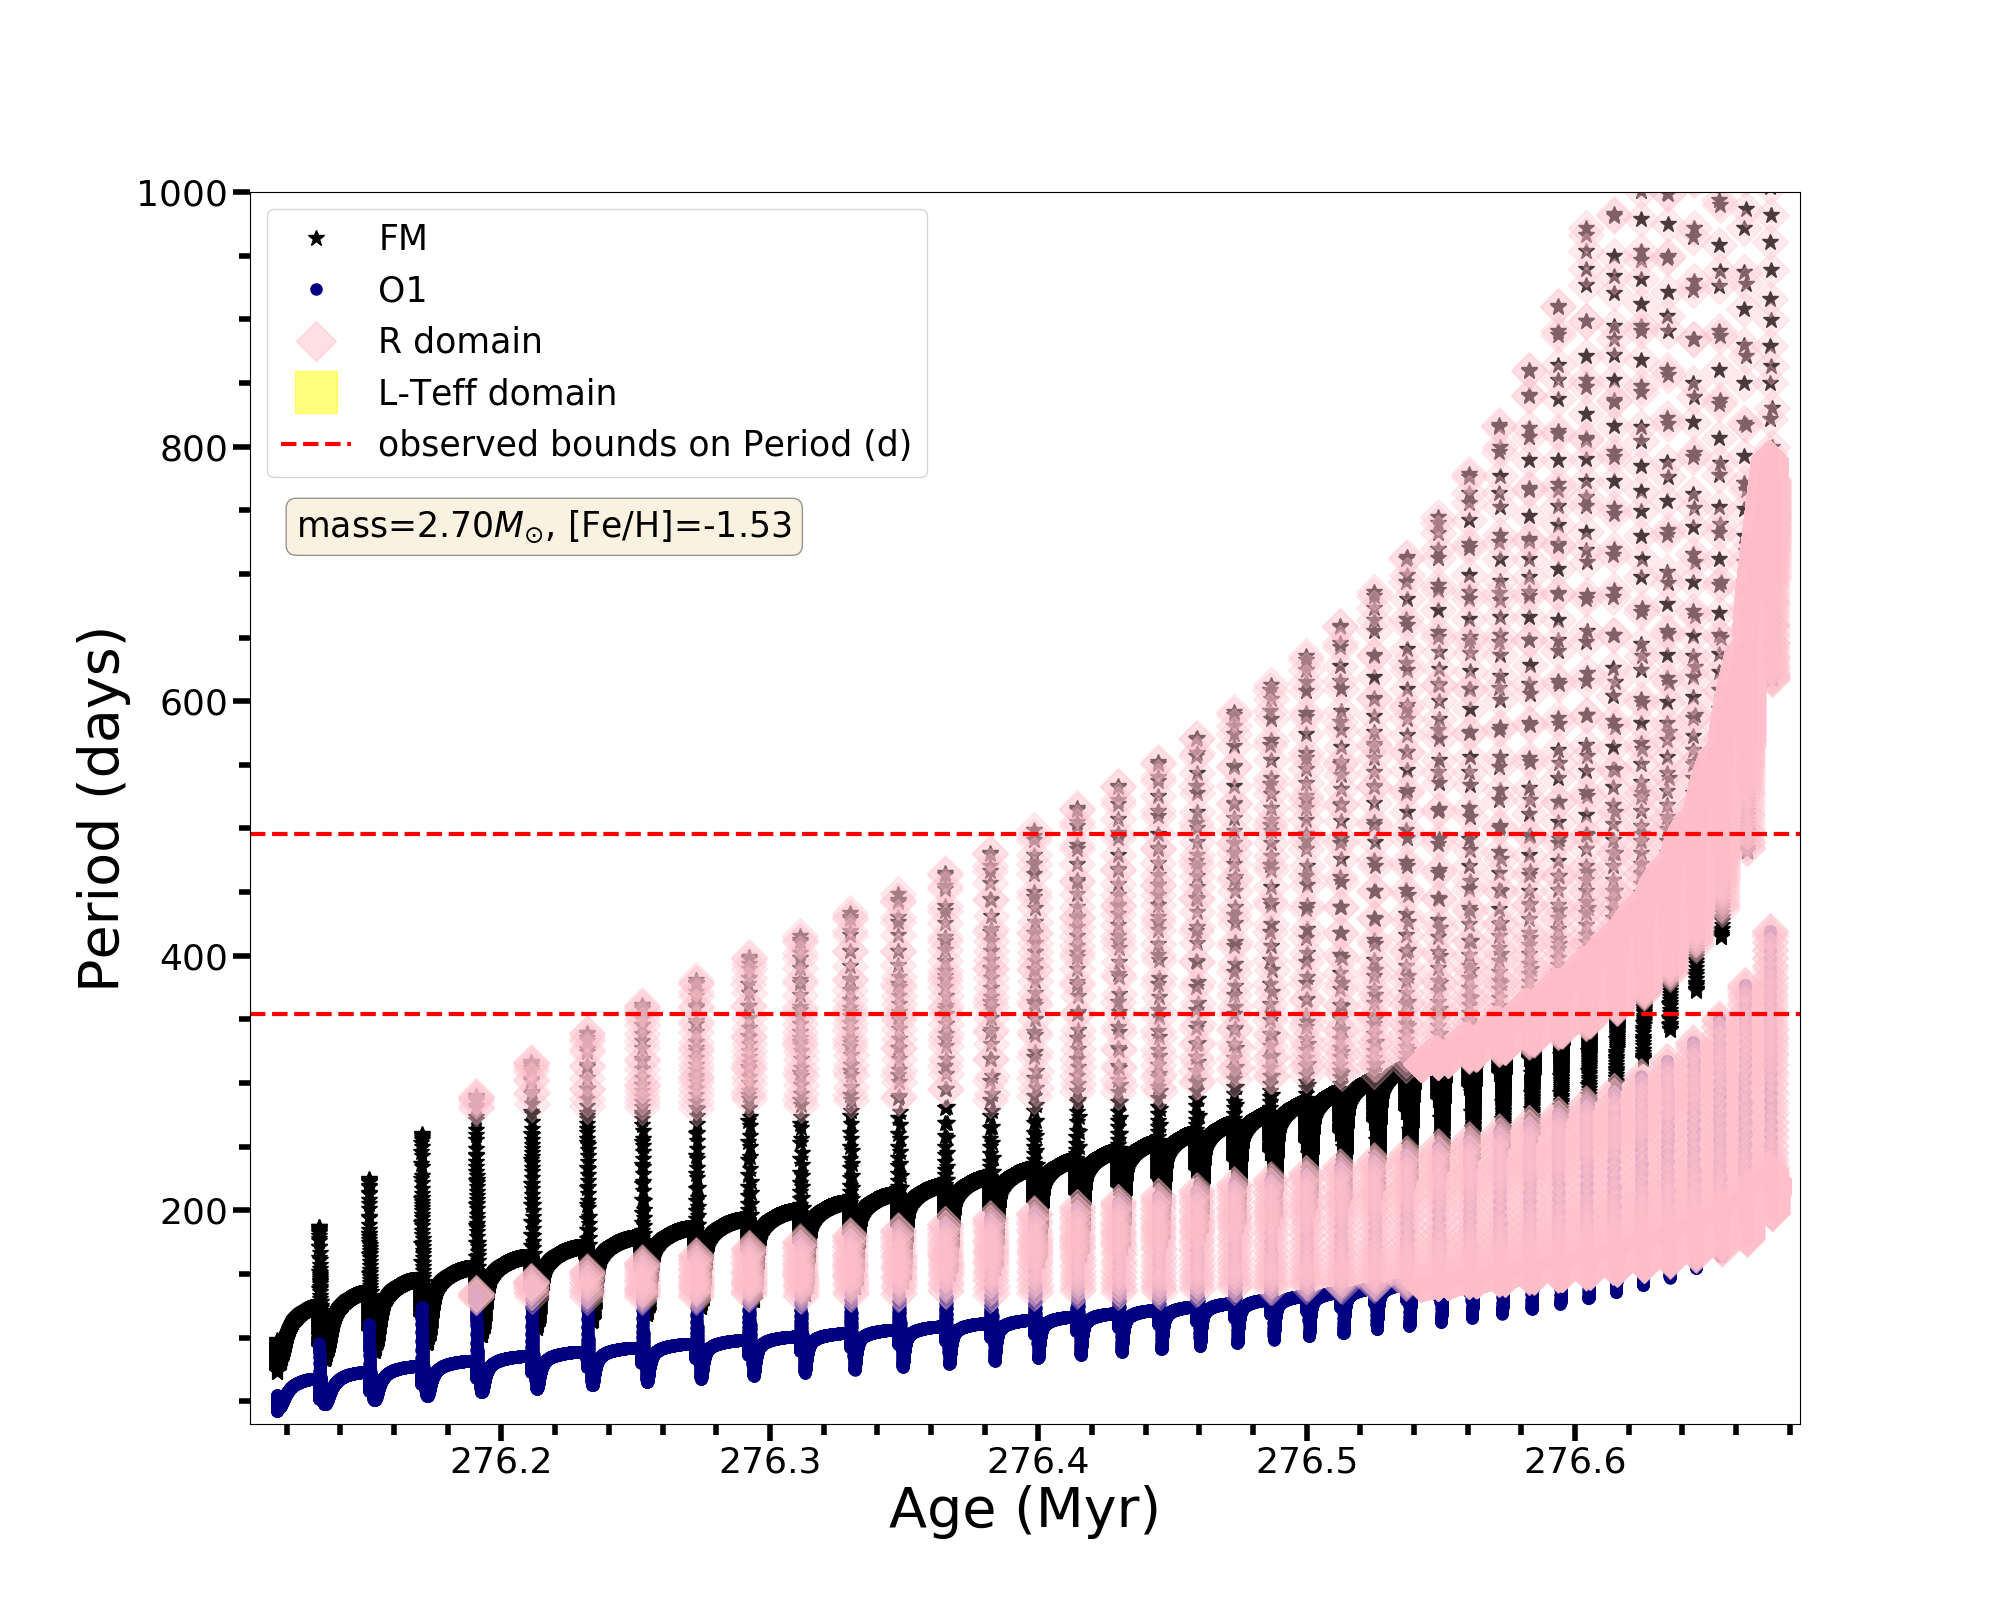 1000
800
600
400
200
Period (days)
FM
O1
R domain
L-Teff domain
observed bounds on Period (d)
mass=2.70M⊙, [Fe/H]=-1.53
276.2 276.3 276.4 276.5 276.6
Age (Myr)